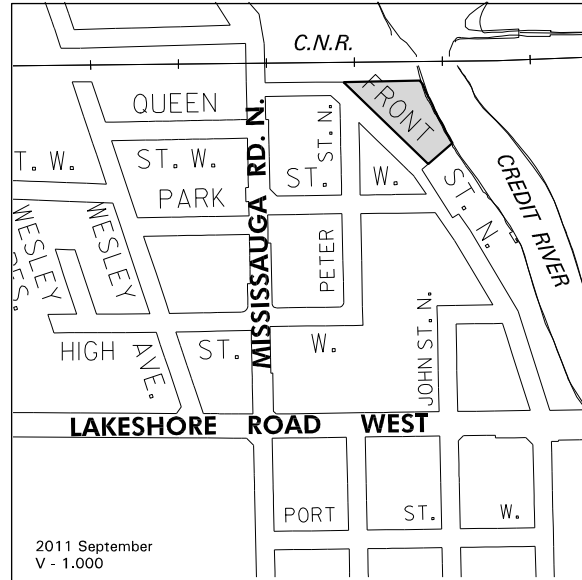 C.N.R.
QUEEN
FRONT
ST. N.
T. W.
ST. W.
ST.
W.
ST. N.
CREDIT RIVER
PARK
MISSISSAUGA RD. N.
WESLEY
WESLEY
PETER
HIGH
AVE.
ST.
W.
JOHN ST. N.
LAKESHORE ROAD WEST
PORT
ST.
W.
2011 September
V - 1.000